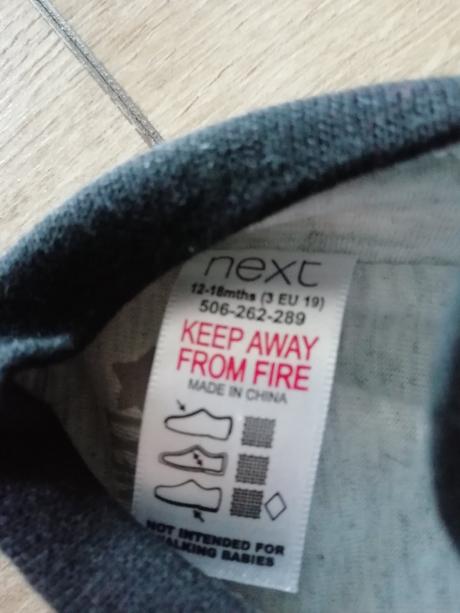 next
12-18mths (3 EU 19)
506-262-289
KEEP AWAY
FROM FIRE
MADE IN CHINA
NOT INTENDED FOR
WALKING BABIES